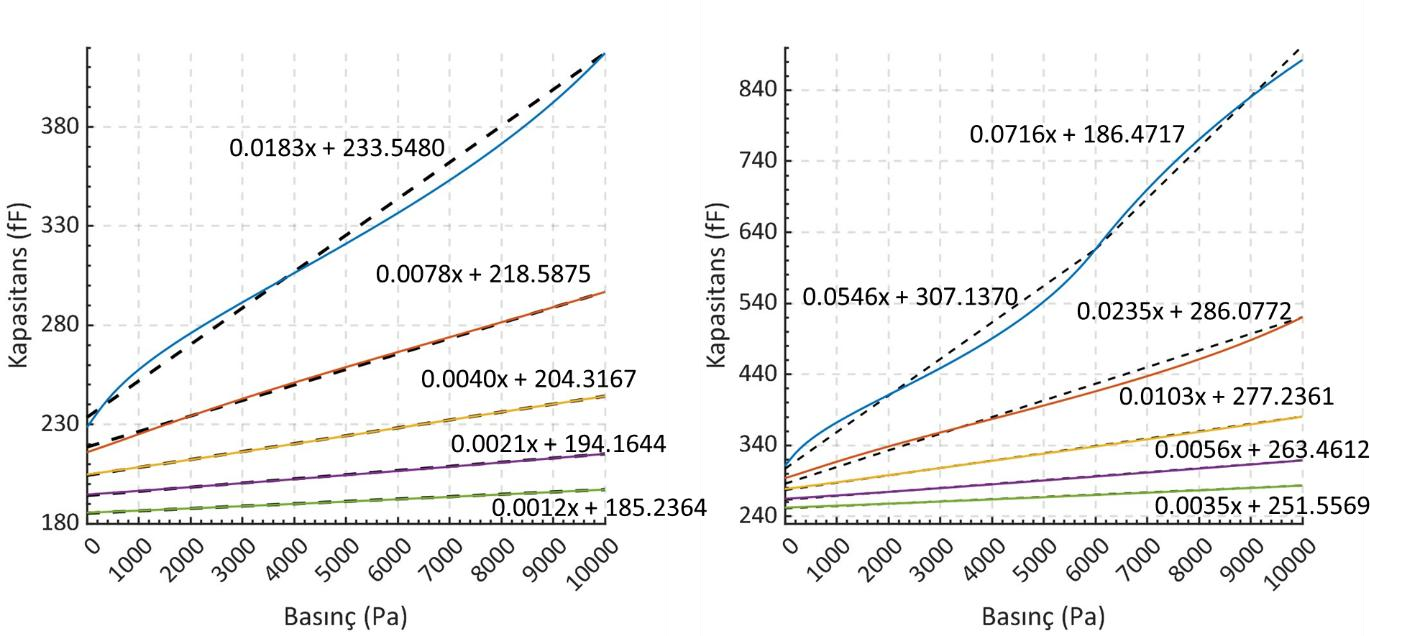 380
330
280
230
180
Kapasitans (fF)
0.0183x + 233.5480
0.0078x + 218.5875
0.0040x + 204.3167
0.0021x + 194.1644
0.0012x + 185.2364
0 1000 2000 3000 4000 5000 6000 7000 8000 9000 10000
Basınç (Pa)
840
740
640
540
440
340
240
Kapasitans (fF)
0.0716x + 186.4717
0.0546x + 307.1370
0.0235x + 286.0772
0.0103x + 277.2361
0.0056x + 263.4612
0.0035x + 251.5569
0 1000 2000 3000 4000 5000 6000 7000 8000 9000 10000
Basınç (Pa)